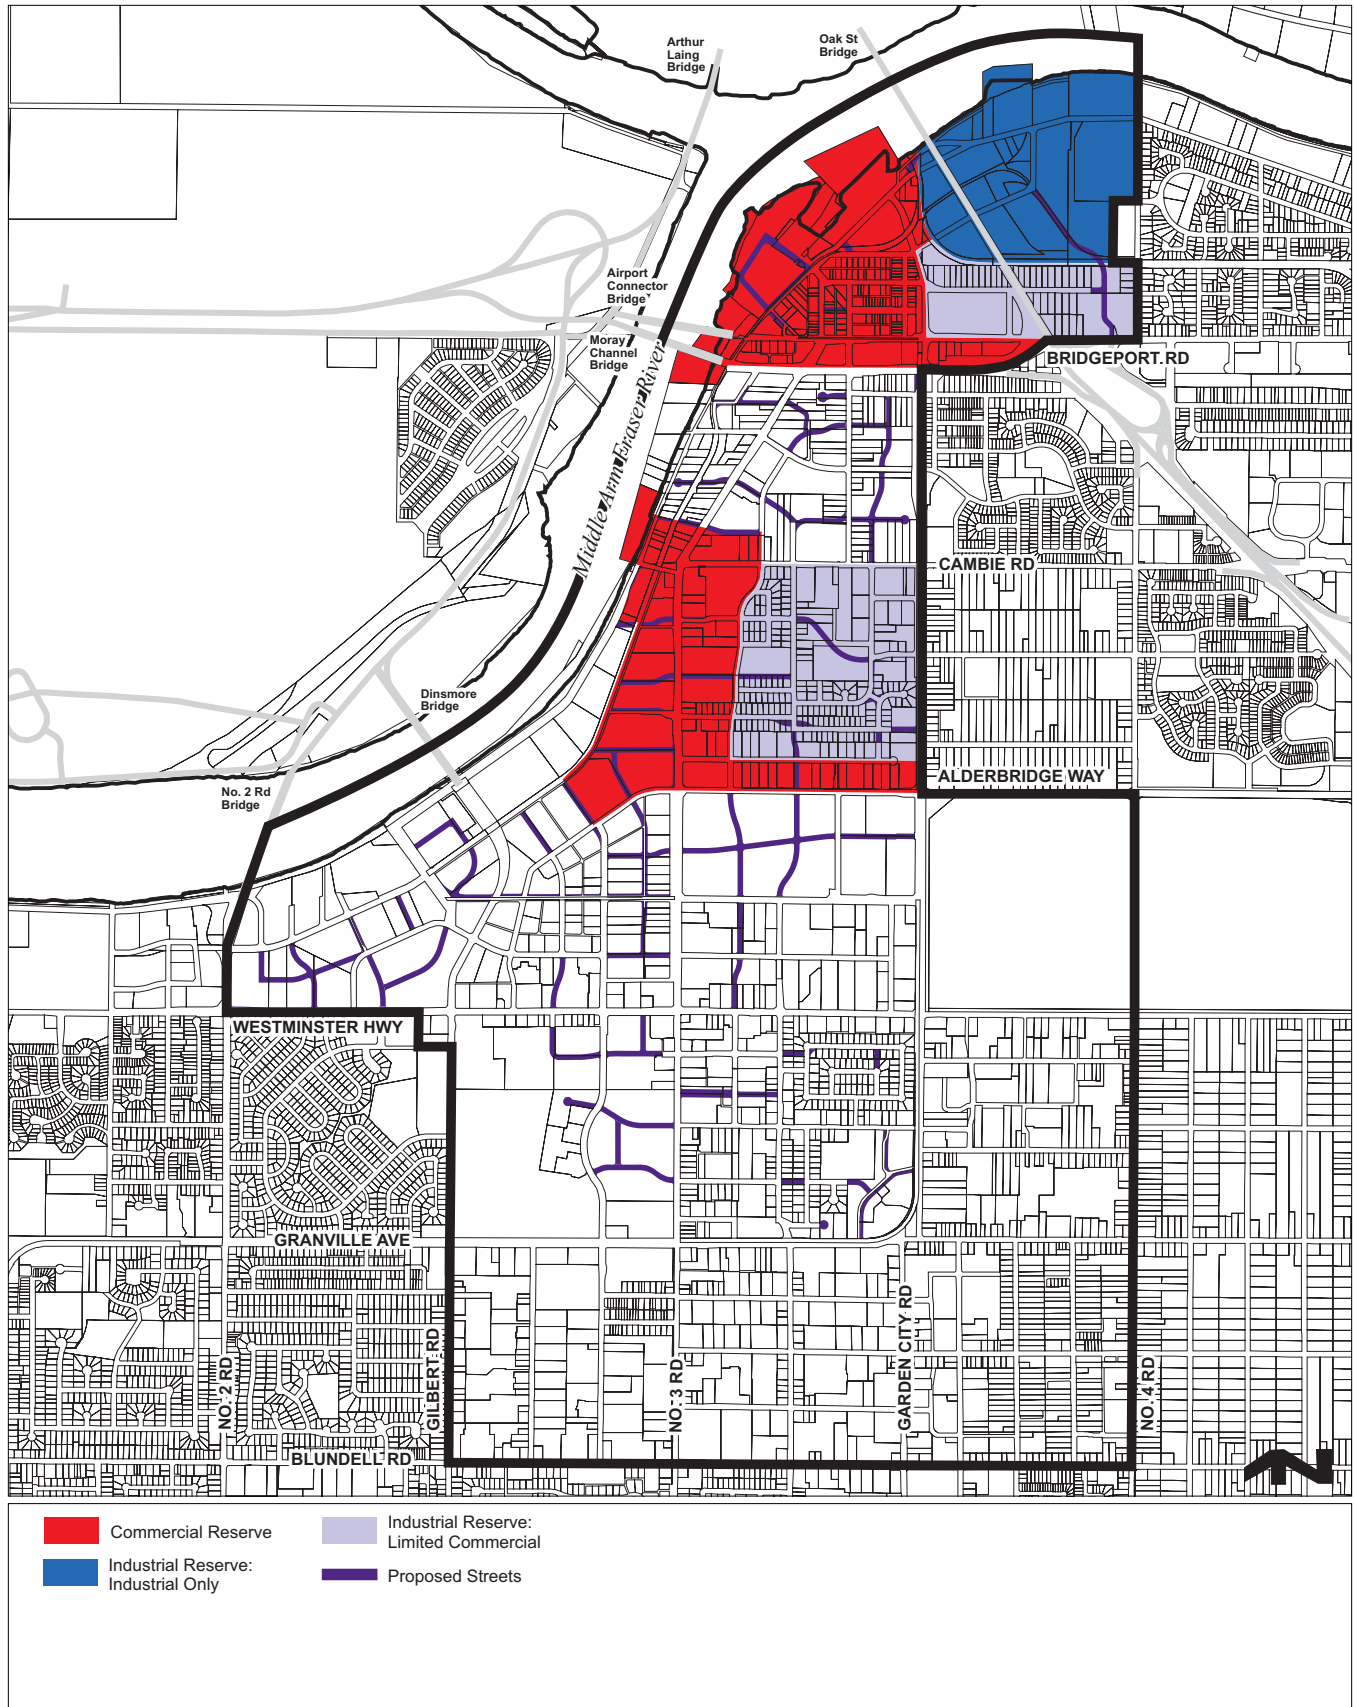 Arthur
Laing
Bridge
Oak St
Bridge
Airport
Connector
Bridge
Moray
Channel
Bridge
BRIDGEPORT RD
Middle Arm Fraser River
CAMBIE RD
Dinsmore
Bridge
ALDERBRIDGE WAY
No. 2 Rd
Bridge
WESTMINSTER HWY
GRANVILLE AVE
NO. 2 RD
GILBERT RD
NO. 3 RD
GARDEN CITY RD
NO. 4 RD
BLUNDELL RD
Commercial Reserve
Industrial Reserve:
Limited Commercial
Industrial Reserve:
Industrial Only
Proposed Streets